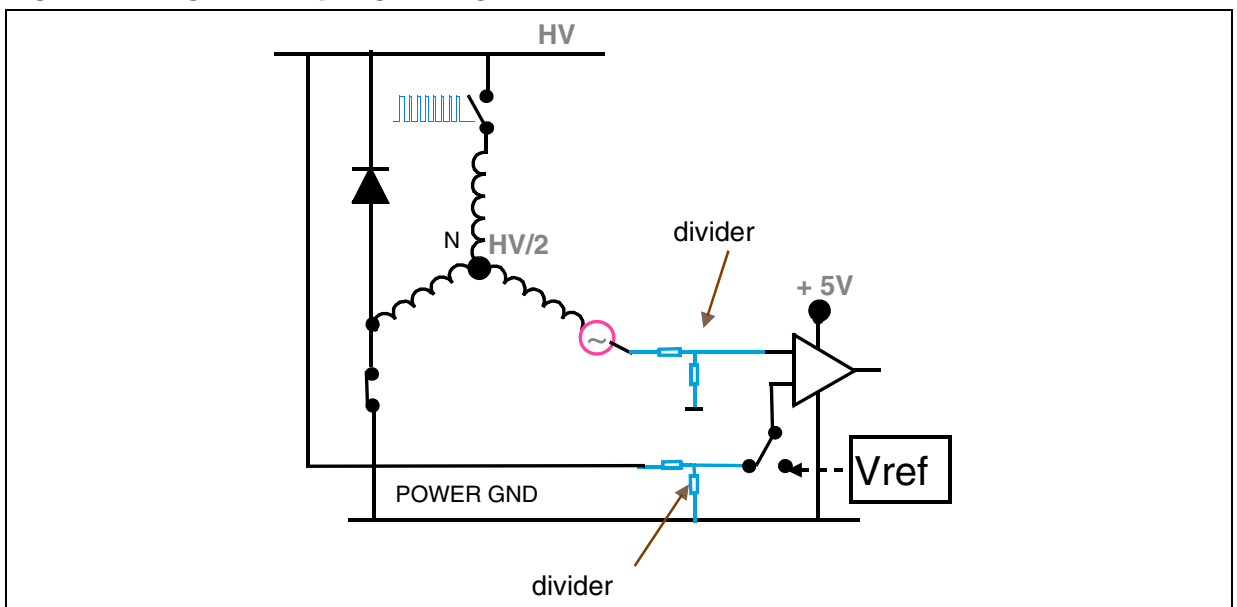 HV
N
HV/2
divider
+ 5V
Vref
POWER GND
divider